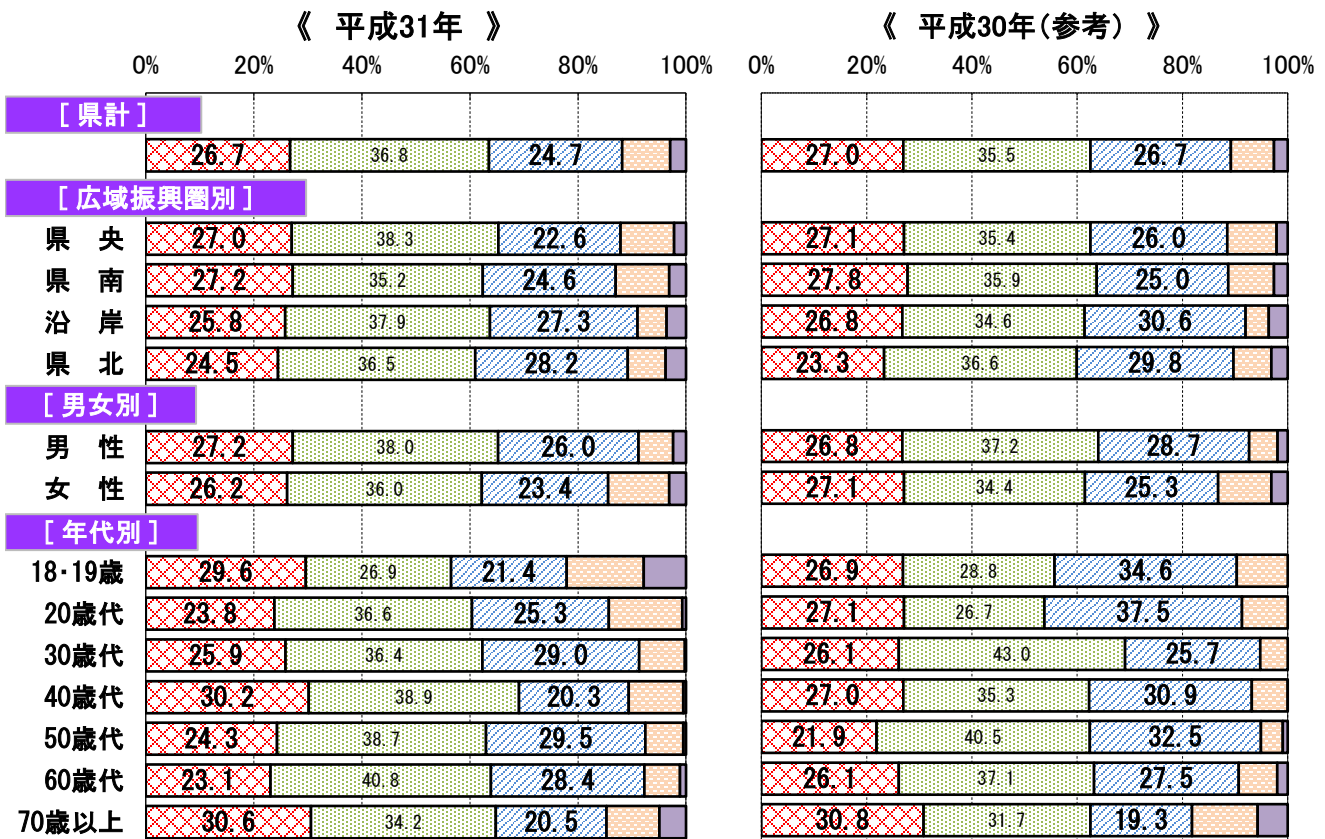 《 平成31年 》 《 平成30年(参考) 》
0% 20% 40% 60% 80% 100% 0% 20% 40% 60% 80% 100%
[ 県計 ]
26.7 36.8 24.7 27.0 35.5 26.7
[ 広域振興圏別 ]
県 央 27.0 38.3 22.6 27.1 35.4 26.0
県 南 27.2 35.2 24.6 27.8 35.9 25.0
沿 岸 25.8 37.9 27.3 26.8 34.6 30.6
県 北 24.5 36.5 28.2 23.3 36.6 29.8
[ 男女別 ]
男 性 27.2 38.0 26.0 26.8 37.2 28.7
女 性 26.2 36.0 23.4 27.1 34.4 25.3
[ 年代別 ]
18・19歳 29.6 26.9 21.4 26.9 28.8 34.6
20歳代 23.8 36.6 25.3 27.1 26.7 37.5
30歳代 25.9 36.4 29.0 26.1 43.0 25.7
40歳代 30.2 38.9 20.3 27.0 35.3 30.9
50歳代 24.3 38.7 29.5 21.9 40.5 32.5
60歳代 23.1 40.8 28.4 26.1 37.1 27.5
70歳以上 30.6 34.2 20.5 30.8 31.7 19.3